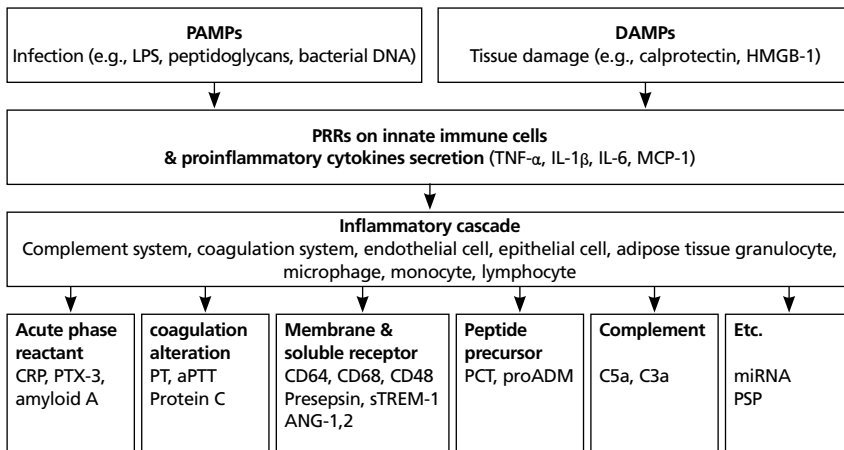 PAMPs
Infection (e.g., LPS, peptidoglycans, bacterial DNA)
DAMPs
Tissue damage (e.g., calprotectin, HMGB-1)
PRRs on innate immune cells
& proinflammatory cytokines secretion (TNF-α, IL-1β, IL-6, MCP-1)
Inflammatory cascade
Complement system, coagulation system, endothelial cell, epithelial cell, adipose tissue granulocyte,
microphage, monocyte, lymphocyte
Acute phase
reactant
CRP, PTX-3,
amyloid A
coagulation
alteration
PT, aPTT
Protein C
Membrane &
soluble receptor
CD64, CD68, CD48
Presepsin, sTREM-1
ANG-1,2
Peptide
precursor
PCT, proADM
Complement
C5a, C3a
Etc.
miRNA
PSP